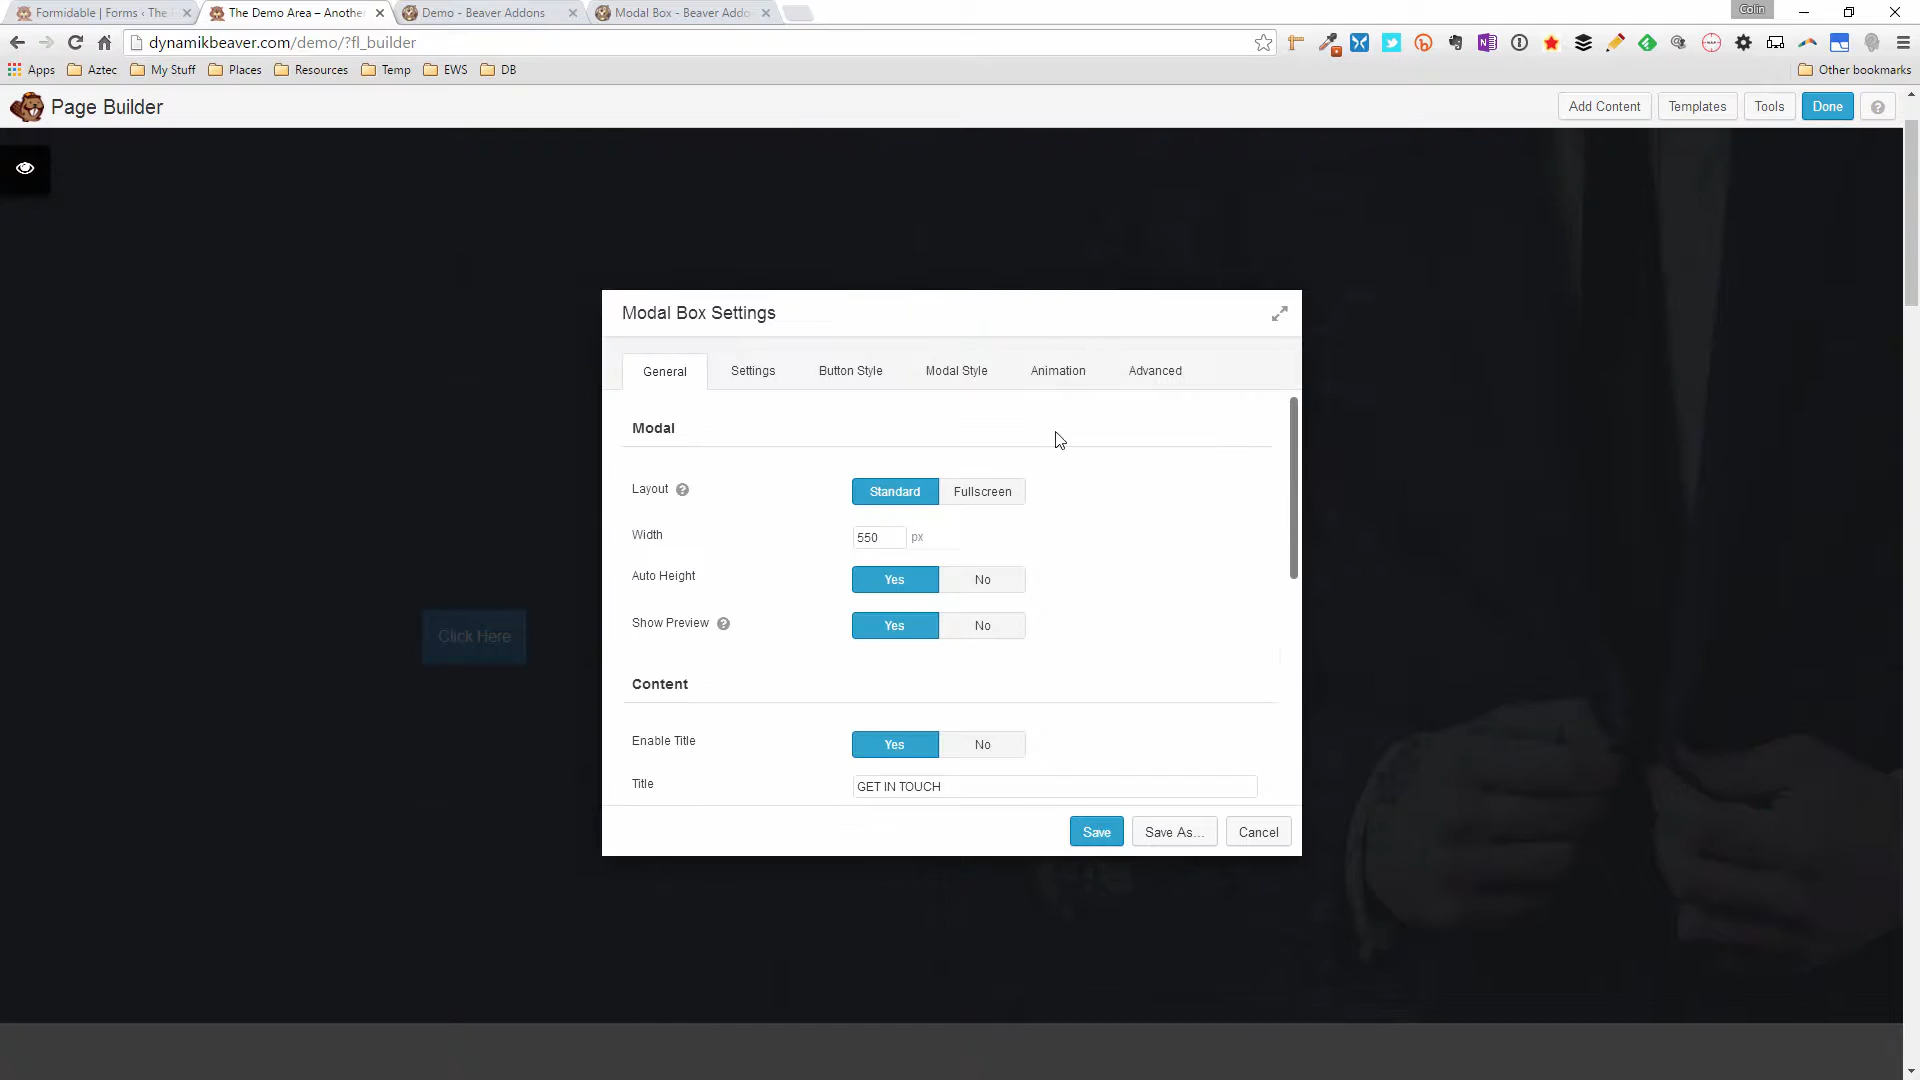 Formidable | Forms ‹ The
The Demo Area – Another
Demo - Beaver Addons
Modal Box - Beaver Addo
Colin
dynamikbeaver.com/demo/?fl_builder
Apps Aztec My Stuff Places Resources Temp EWS DB Other bookmarks
Page Builder
Add Content Templates Tools Done ?
Modal Box Settings
General Settings Button Style Modal Style Animation Advanced
Modal
Layout ? Standard Fullscreen
Width 550 px
Auto Height Yes No
Show Preview ? Yes No
Click Here
Content
Enable Title Yes No
Title GET IN TOUCH
Save Save As... Cancel